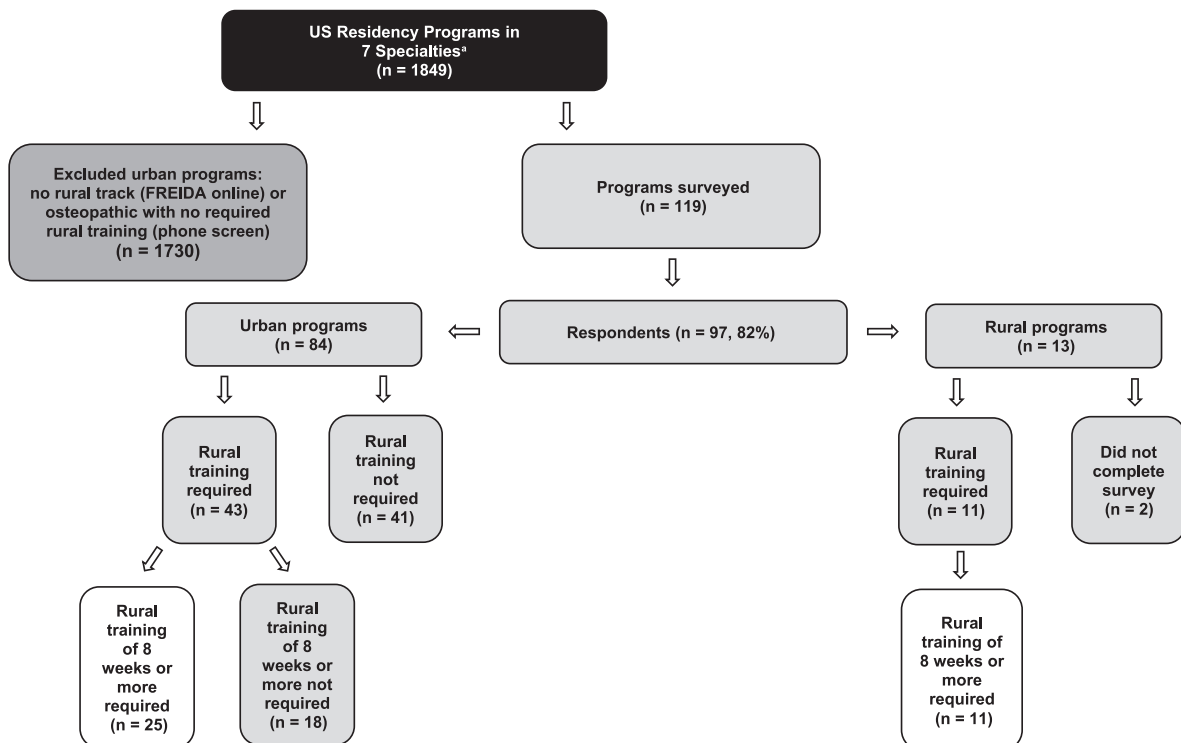 US Residency Programs in
7 Specialtiesᵃ
(n = 1849)
Excluded urban programs:
no rural track (FREIDA online) or
osteopathic with no required
rural training (phone screen)
(n = 1730)
Programs surveyed
(n = 119)
Urban programs
(n = 84)
Respondents (n = 97, 82%)
Rural programs
(n = 13)
Rural
training
required
(n = 43)
Rural
training
not
required
(n = 41)
Rural
training
required
(n = 11)
Did not
complete
survey
(n = 2)
Rural
training
of 8
weeks or
more
required
(n = 25)
Rural
training
of 8
weeks or
more not
required
(n = 18)
Rural
training of
8 weeks or
more
required
(n = 11)